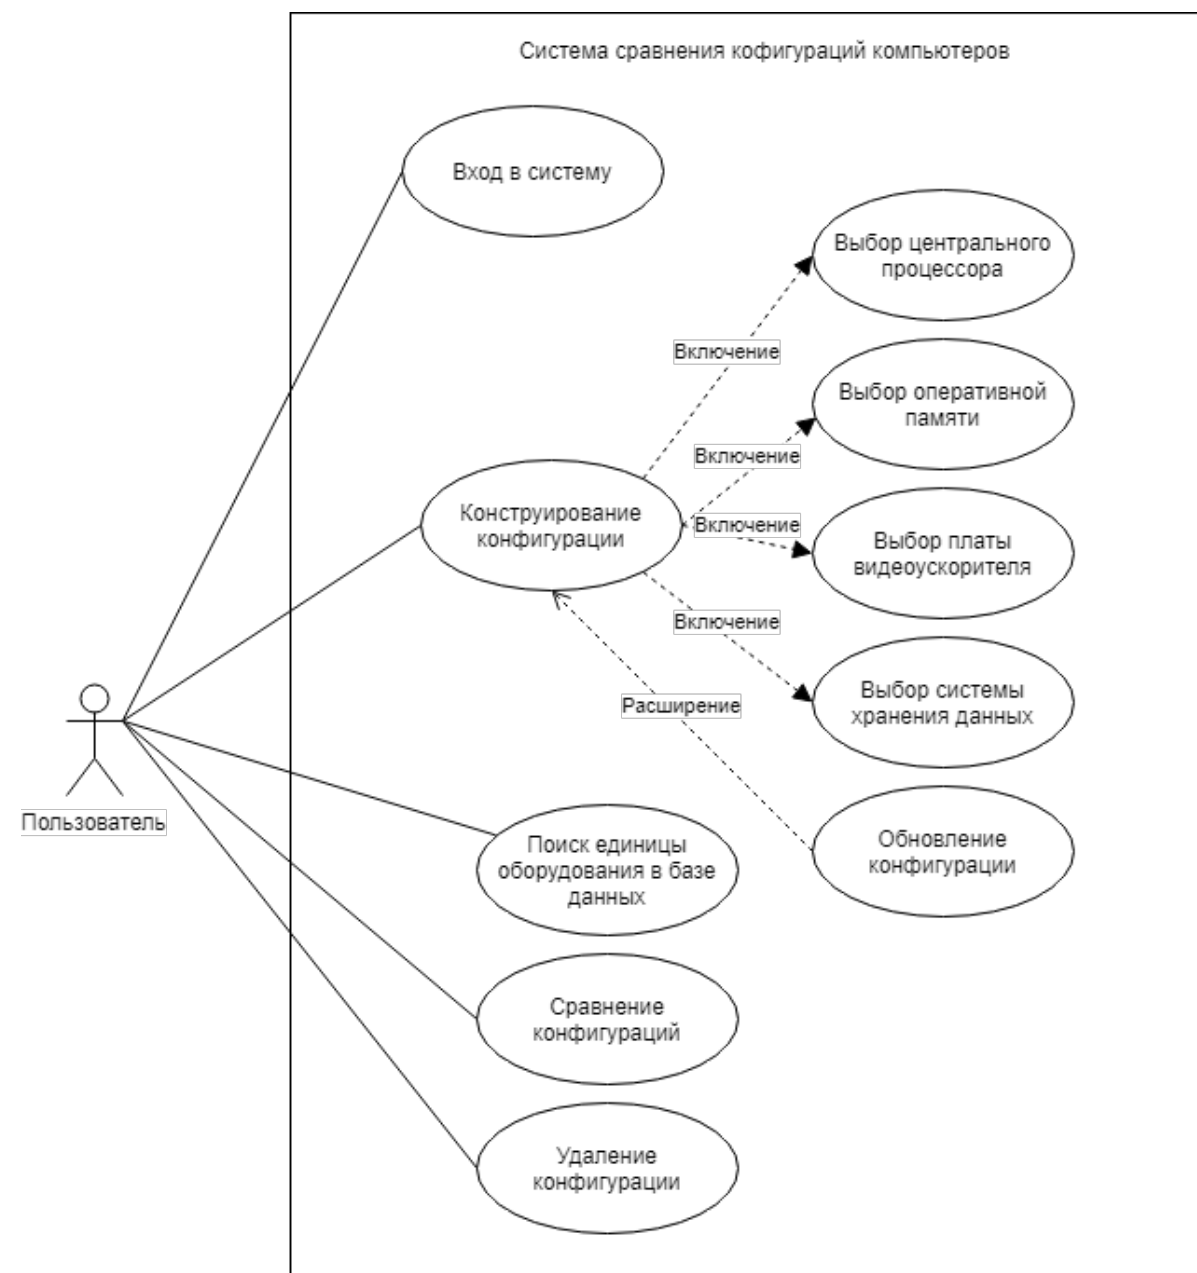 Система сравнения кофигураций компьютеров
Вход в систему
Выбор центрального
процессора
Включение
Выбор оперативной
памяти
Включение
Конструирование
конфигурации
Включение
Выбор платы
видеоускорителя
Включение
Выбор системы
хранения данных
Расширение
Пользователь
Поиск единицы
оборудования в базе
данных
Обновление
конфигурации
Сравнение
конфигураций
Удаление
конфигурации